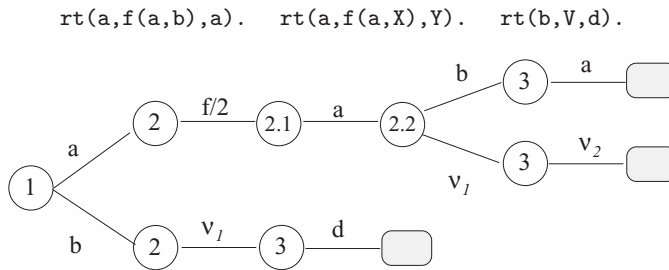 rt(a,f(a,b),a). rt(a,f(a,X),Y). rt(b,V,d).
b 3 a
a 2 f/2 2.1 a 2.2
1 ν1 3 ν2
b 2 ν1 3 d